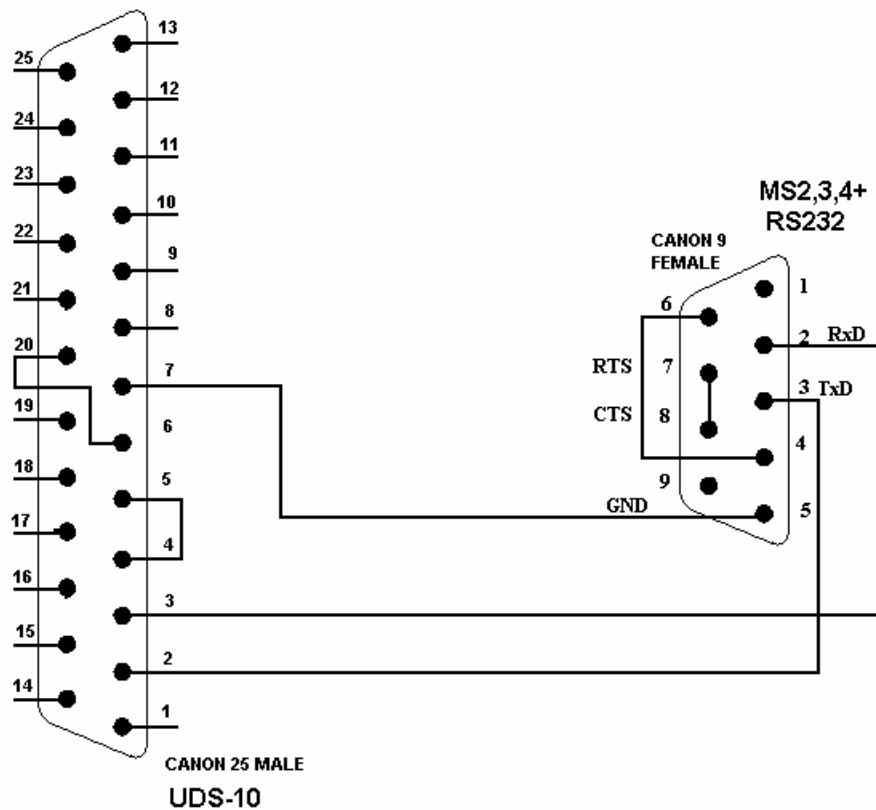 13
25
12
24
11
23
10
22
9
21
8
20
7
19
6
18
5
17
4
16
3
15
2
14
1
CANON 25 MALE
UDS-10
MS2,3,4+
RS232
CANON 9
FEMALE
1
6
2 RxD
RTS 7
3 TxD
CTS 8
4
9
GND
5